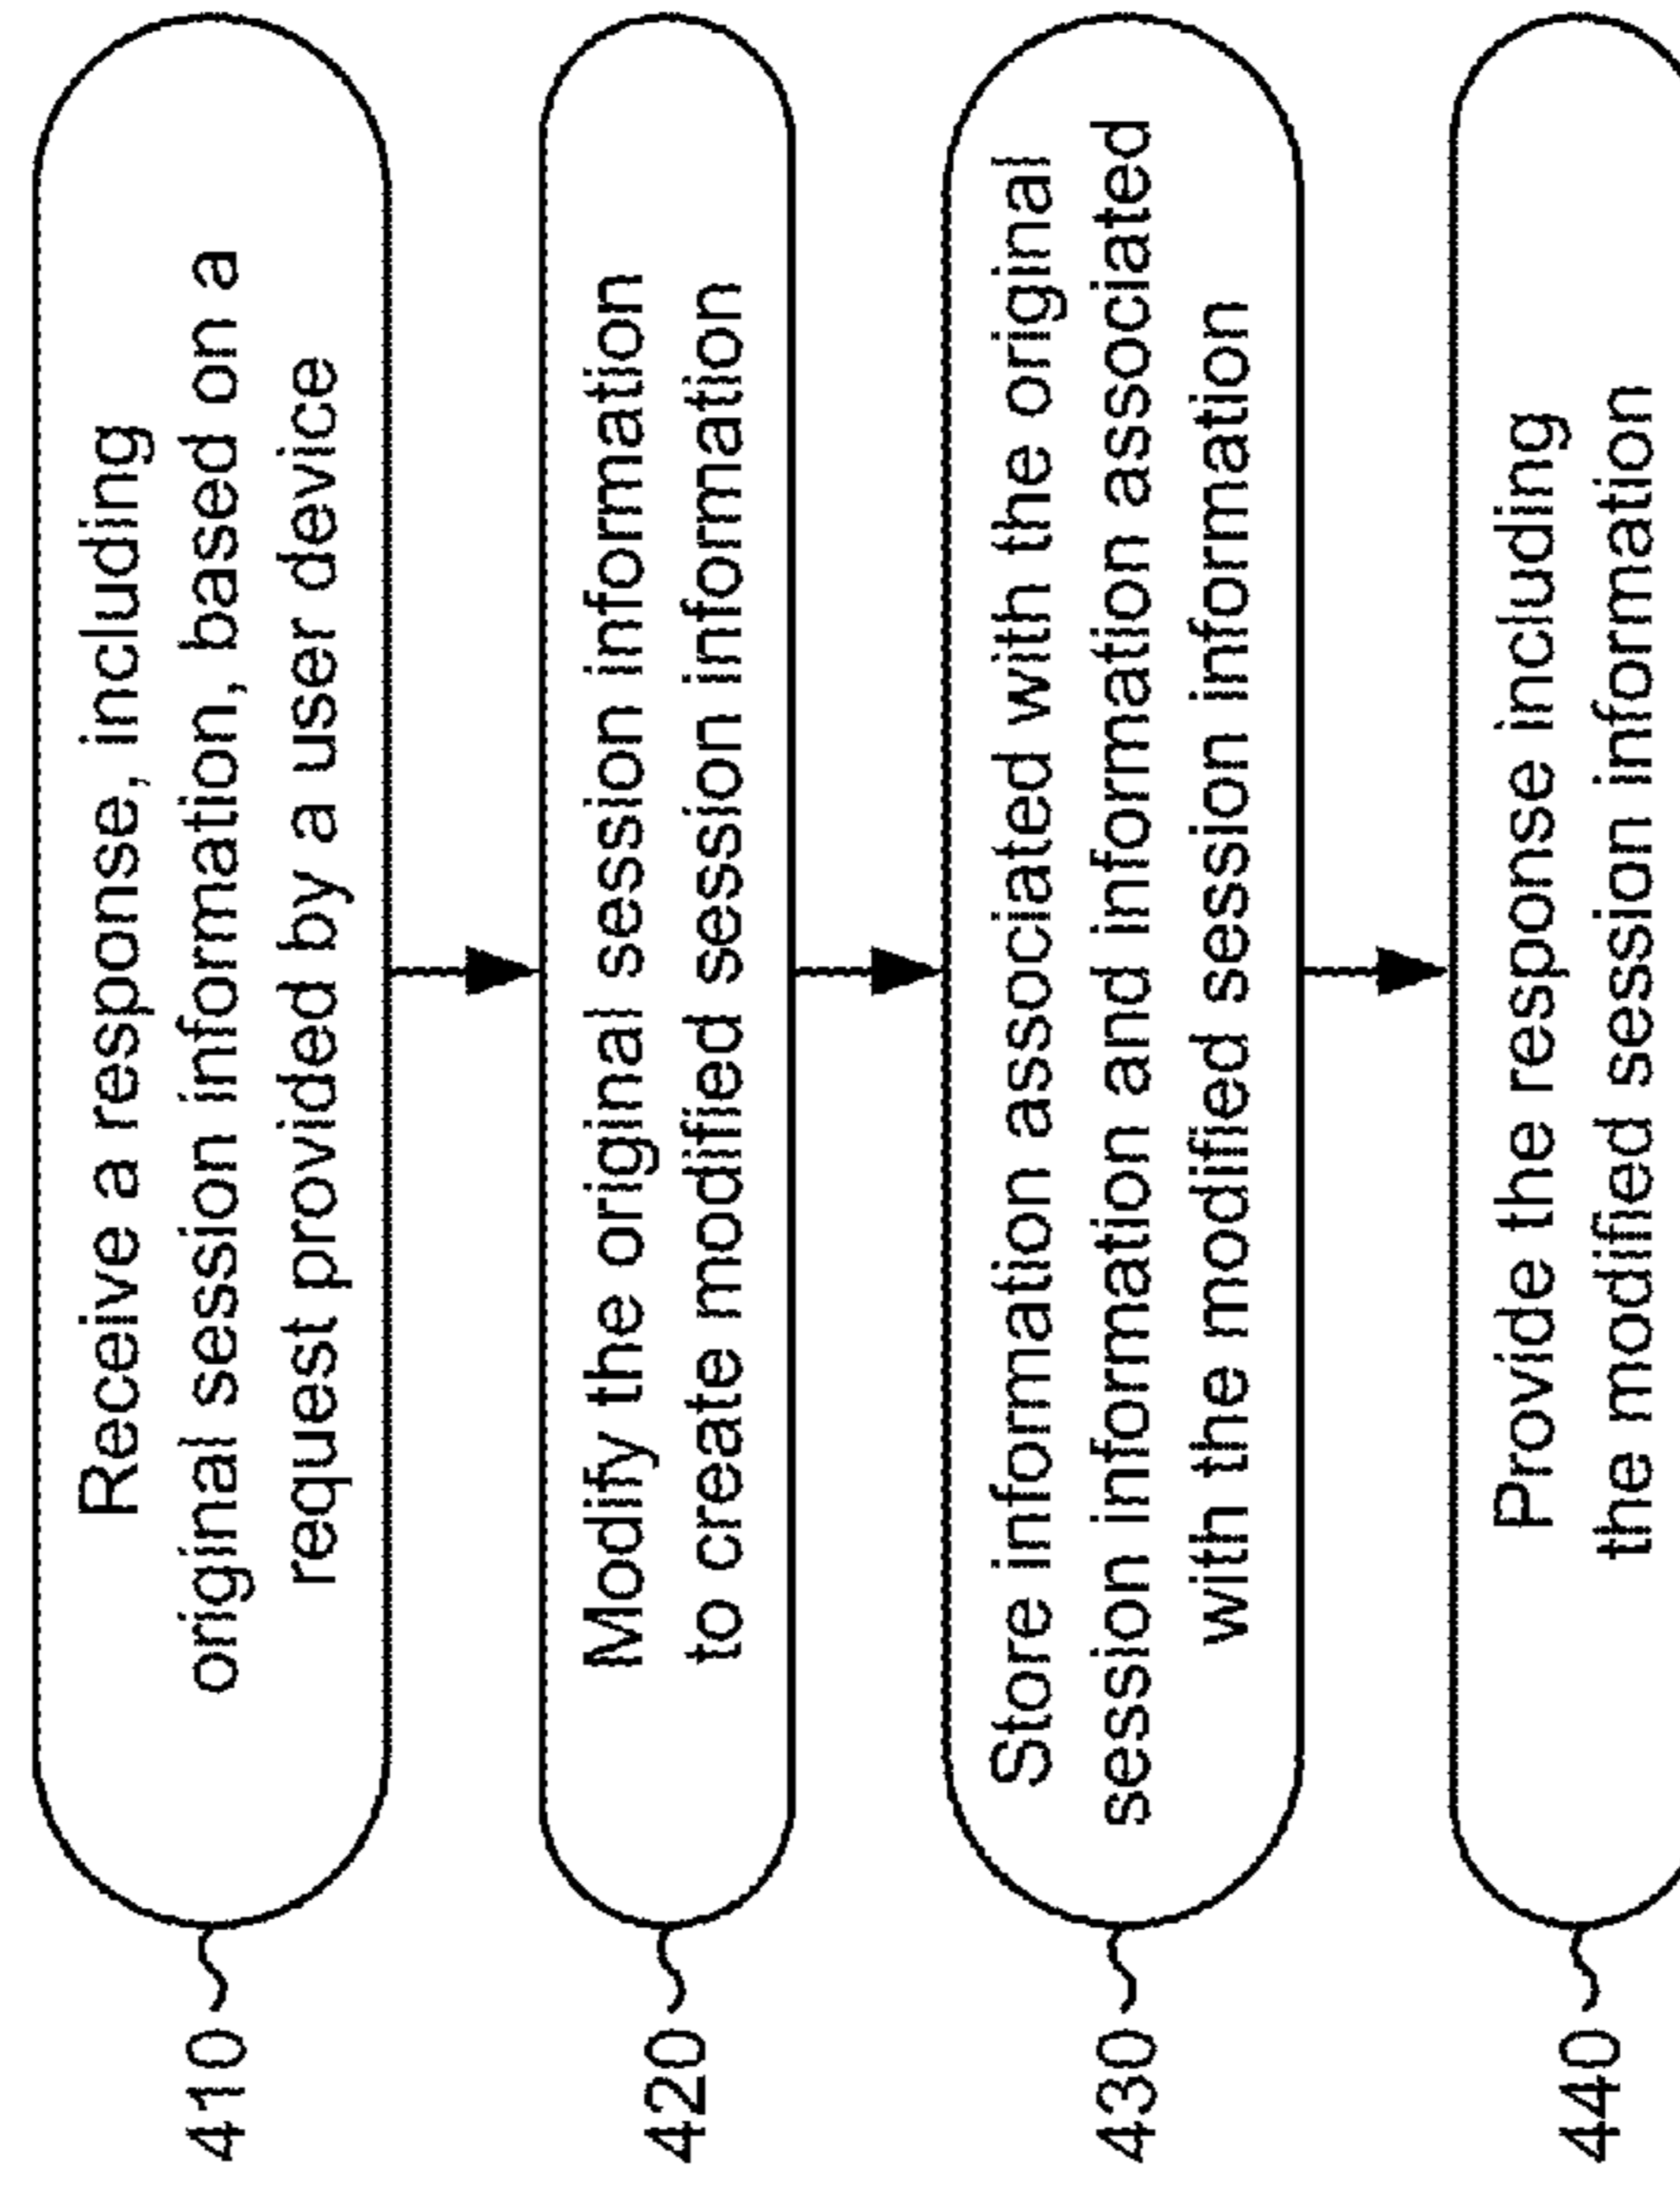 410
Receive a response, including
original session information, based on a
request provided by a user device
420
Modify the original session information
to create modified session information
430
Store information associated with the original
session information and information associated
with the modified session information
440
Provide the response including
the modified session information